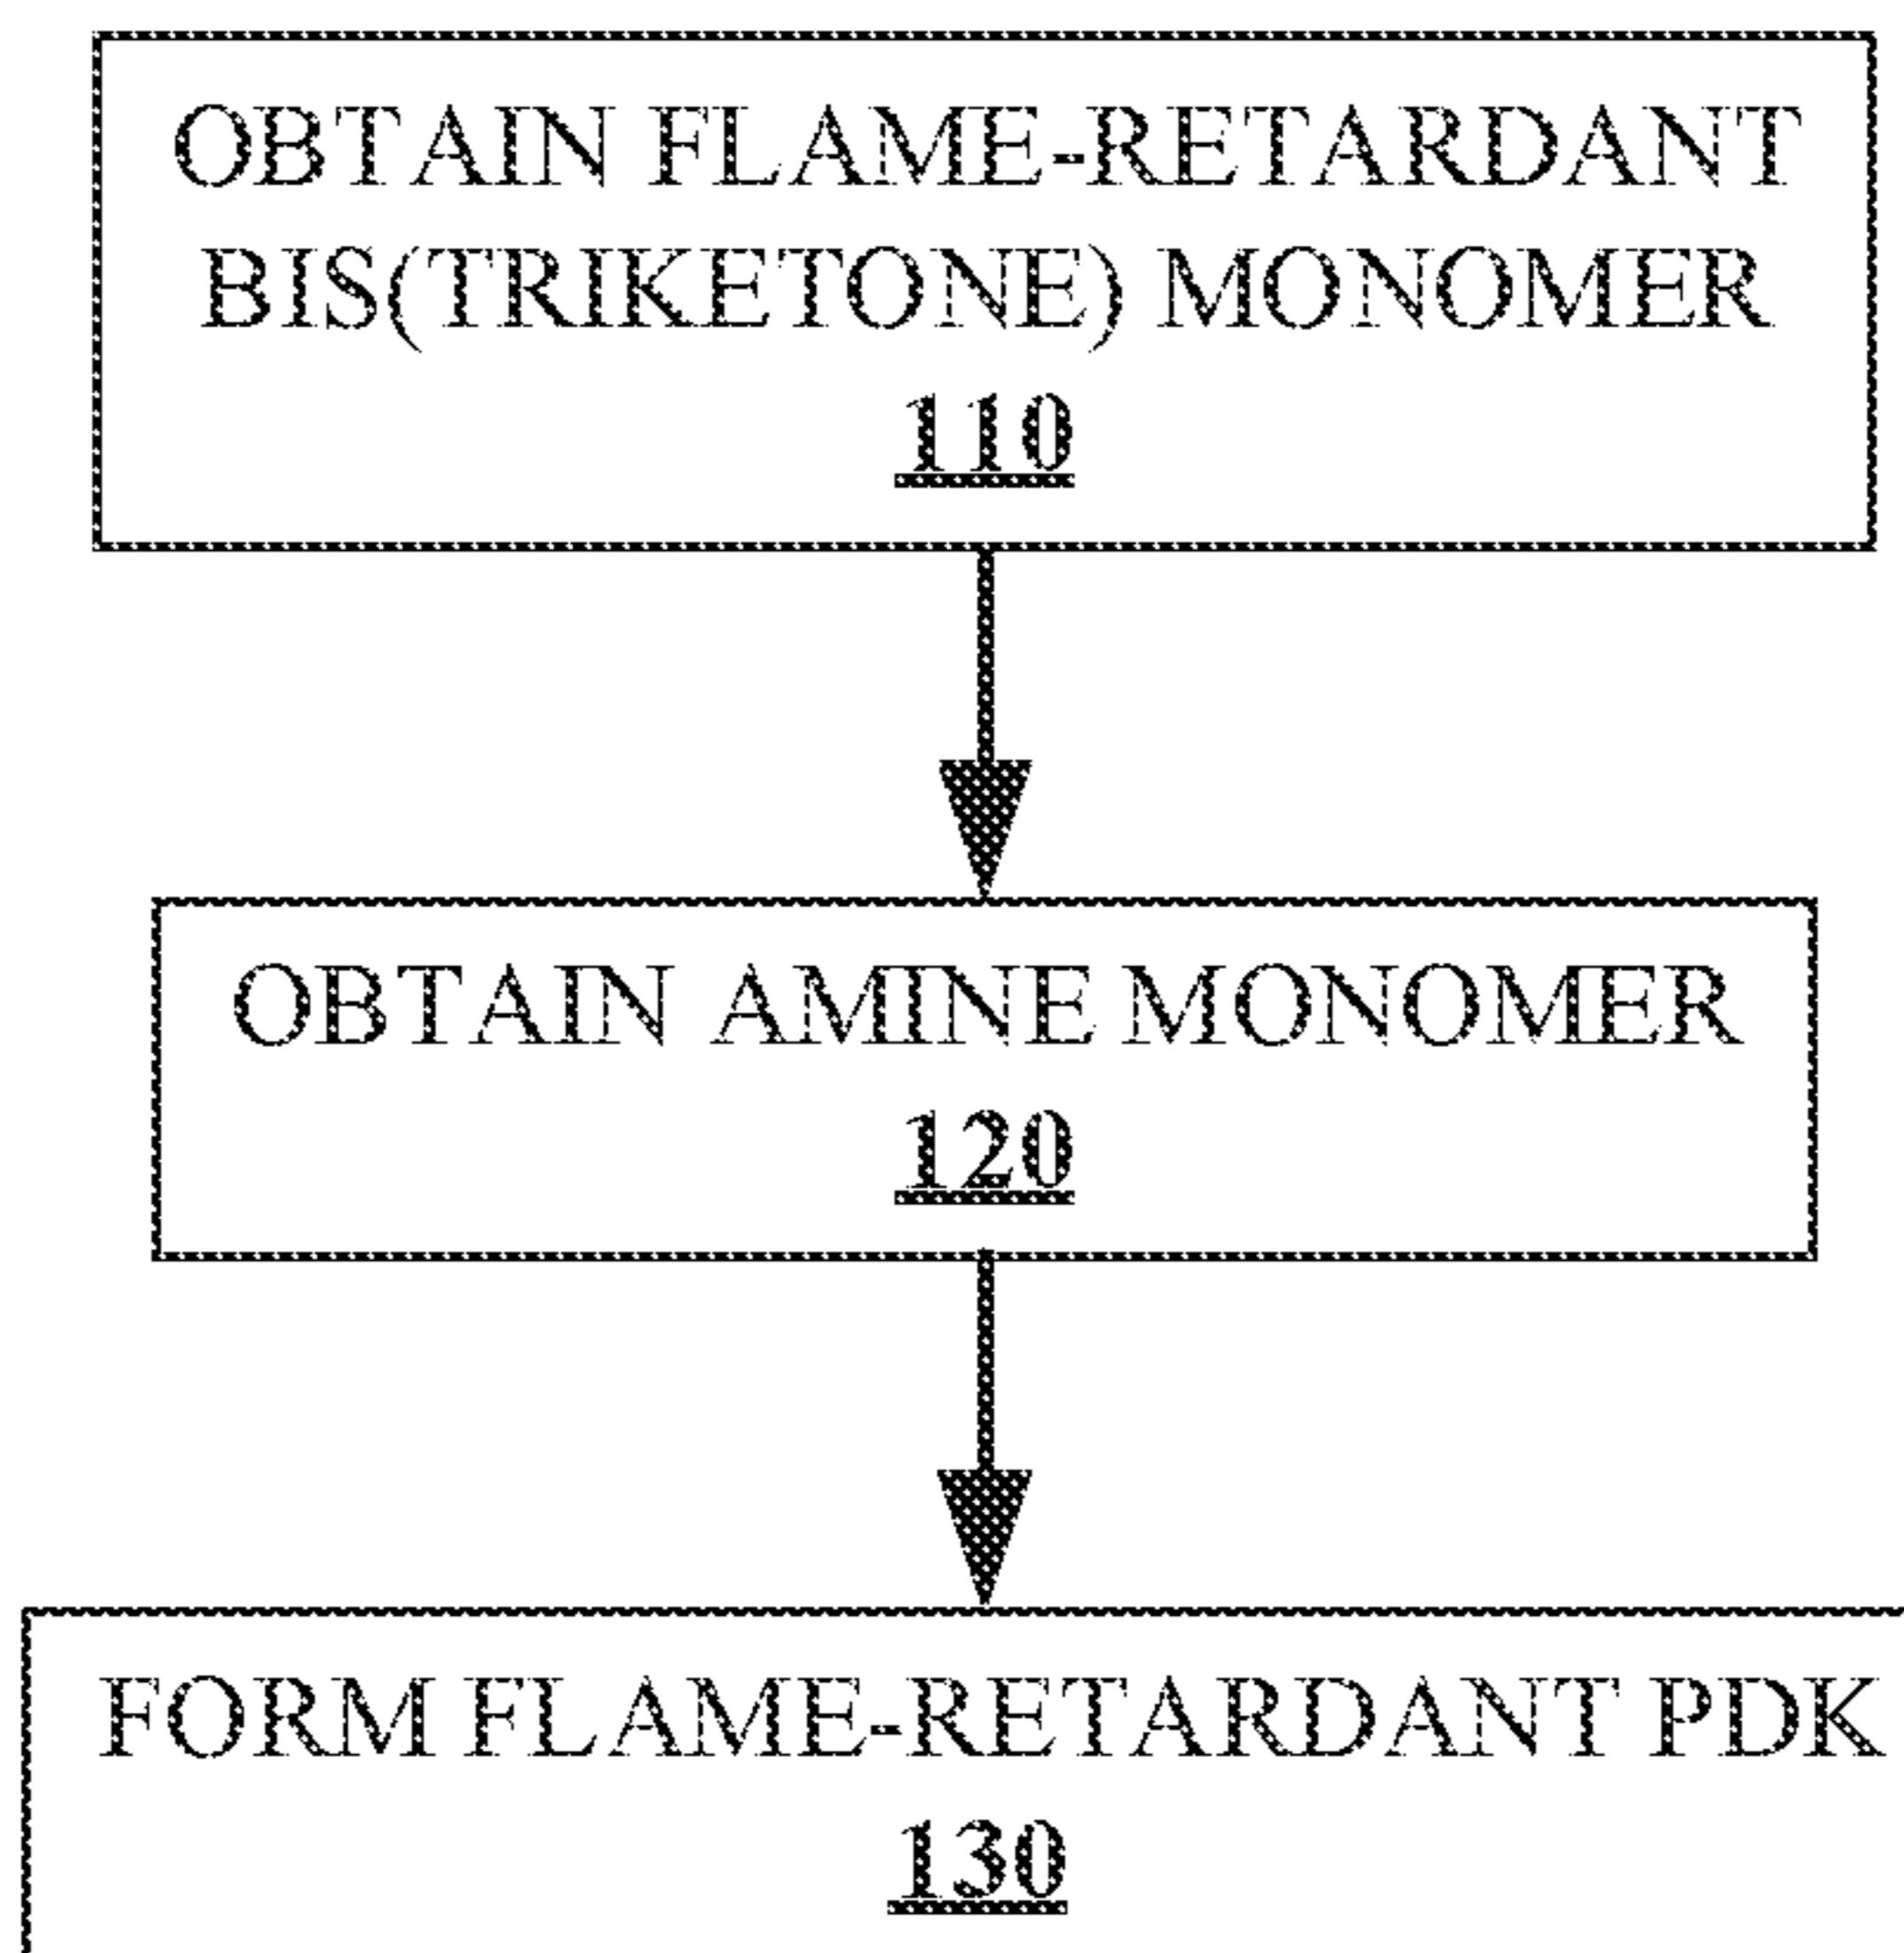 OBTAIN FLAME-RETARDANT
BIS(TRIKETONE) MONOMER
110
OBTAIN AMINE MONOMER
120
FORM FLAME-RETARDANT PDK
130